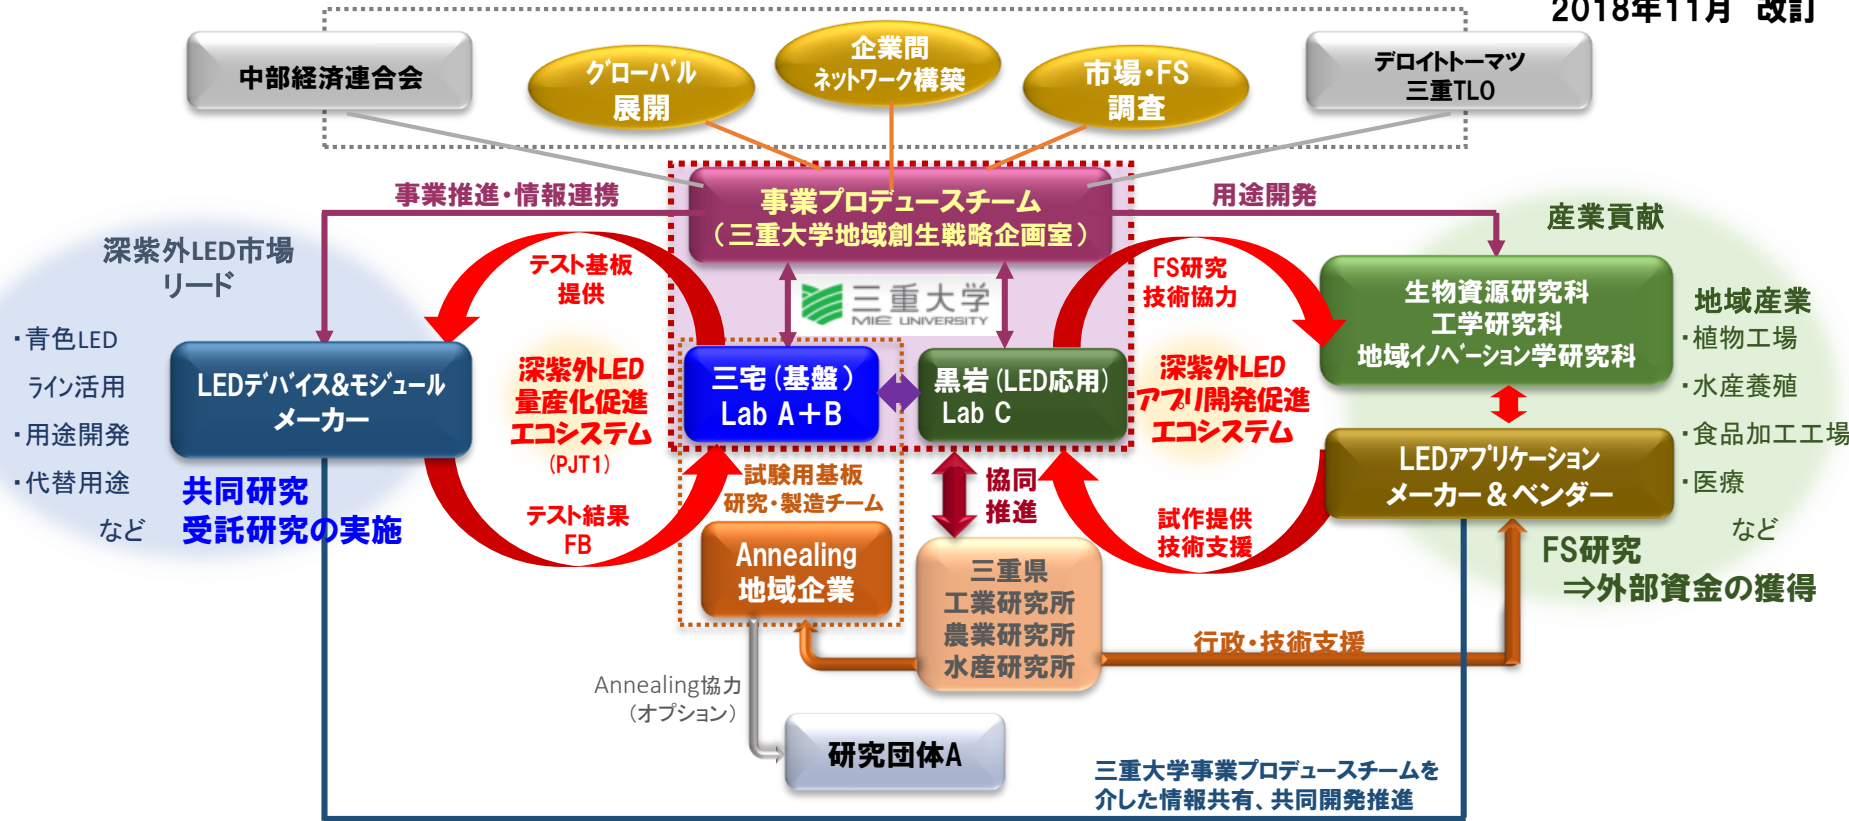 2018年11月 改訂
中部経済連合会
グローバル
展開
企業間
ネットワーク構築
市場・FS
調査
デロイトトーマツ
三重TLO
事業推進・情報連携
事業プロデュースチーム
(三重大学地域創生戦略企画室)
用途開発
深紫外LED市場
リード
・青色LED
ライン活用
・用途開発
・代替用途
など
テスト基板
提供
三重大学
MIE UNIVERSITY
FS研究
技術協力
産業貢献
生物資源研究科
工学研究科
地域イノベーション学研究科
地域産業
・植物工場
・水産養殖
・食品加工工場
・医療
など
LEDデバイス&モジュール
メーカー
深紫外LED
量産化促進
エコシステム
(PJT1)
三宅(基盤)
Lab A+B
黒岩(LED応用)
Lab C
深紫外LED
アプリ開発促進
エコシステム
LEDアプリケーション
メーカー&ベンダー
共同研究
受託研究の実施
テスト結果
FB
試験用基板
研究・製造チーム
協同
推進
試作提供
技術支援
FS研究
⇒外部資金の獲得
Annealing
地域企業
三重県
工業研究所
農業研究所
水産研究所
行政・技術支援
Annealing協力
(オプション)
研究団体A
三重大学事業プロデュースチームを
介した情報共有、共同開発推進